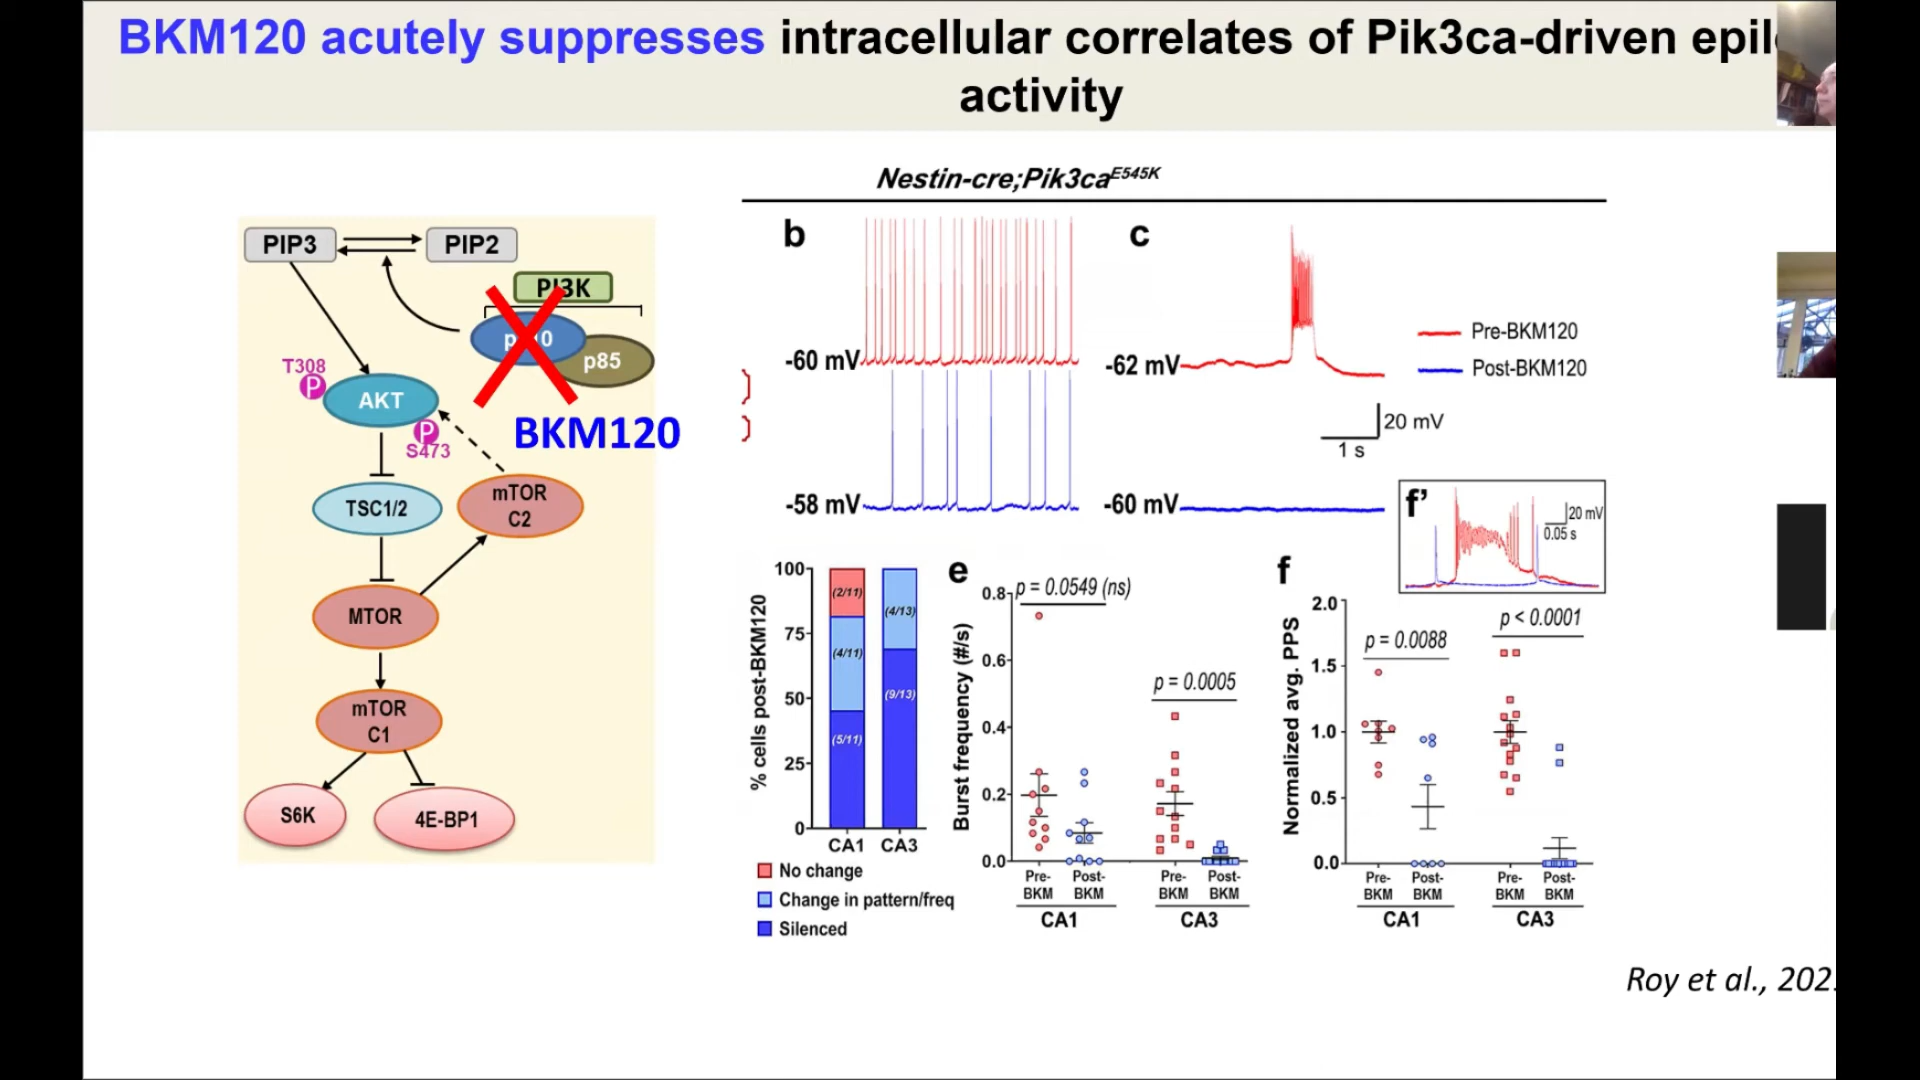 BKM120 acutely suppresses intracellular correlates of Pik3ca-driven
activity
Nestin-cre;Pik3caE545K
PIP3
PIP2
PI3K
p85
T308
P
AKT
P
S473
BKM120
TSC1/2
mTOR
C2
MTOR
mTOR
C1
S6K
4E-BP1
b
-60 mV
-58 mV
c
-62 mV
-60 mV
Pre-BKM120
Post-BKM120
20 mV
1 s
f'
20 mV
0.05 s
% cells post-BKM120
100
75
50
25
0
(2/11)
(4/11)
(5/11)
(4/13)
(9/13)
CA1 CA3
No change
Change in pattern/freq
Silenced
e
Burst frequency (#/s)
0.8
0.6
0.4
0.2
0.0
p = 0.0549 (ns)
p = 0.0005
Pre- Post- Pre- Post-
BKM BKM BKM BKM
CA1 CA3
f
Normalized avg. PPS
2.0
1.5
1.0
0.5
0.0
p = 0.0088
p < 0.0001
Pre- Post- Pre- Post-
BKM BKM BKM BKM
CA1 CA3
Roy et al.,